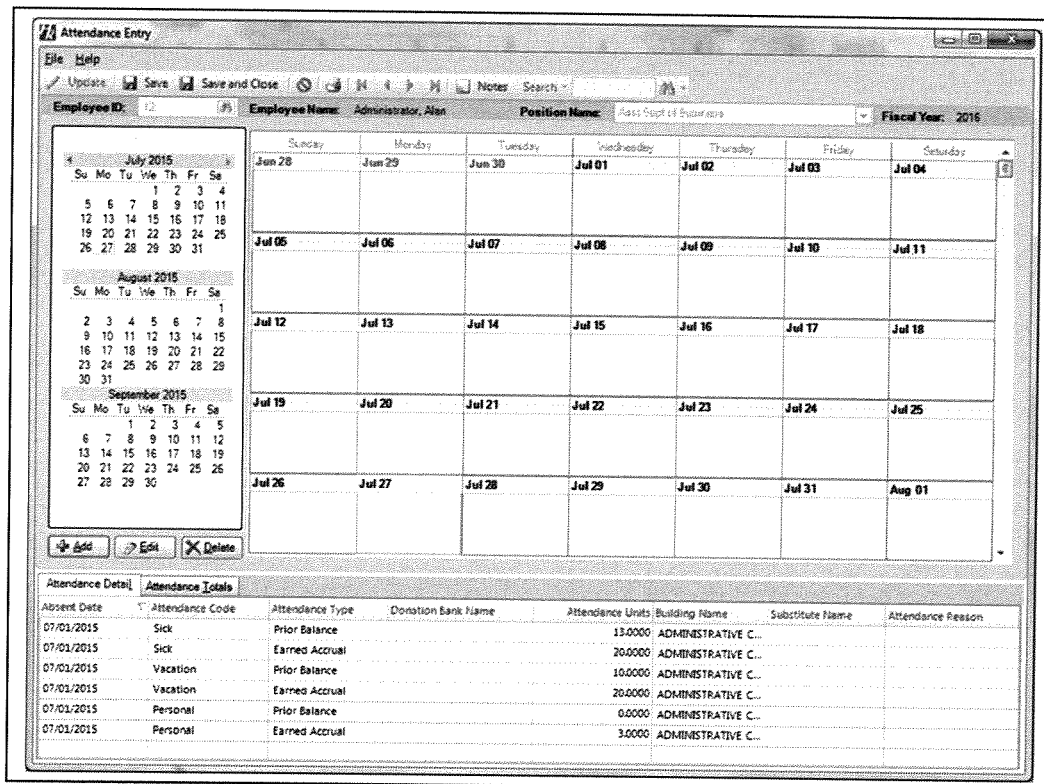 Attendance Entry
File Help
Update Save Save and Close Notes Search
Employee ID: 12 Employee Name: Administrator, Alan Position Name: Asst Supt of Business Fiscal Year: 2016
July 2015
Su Mo Tu We Th Fr Sa
1 2 3 4
5 6 7 8 9 10 11
12 13 14 15 16 17 18
19 20 21 22 23 24 25
26 27 28 29 30 31
August 2015
Su Mo Tu We Th Fr Sa
1
2 3 4 5 6 7 8
9 10 11 12 13 14 15
16 17 18 19 20 21 22
23 24 25 26 27 28 29
30 31
September 2015
Su Mo Tu We Th Fr Sa
1 2 3 4 5
6 7 8 9 10 11 12
13 14 15 16 17 18 19
20 21 22 23 24 25 26
27 28 29 30
Add Edit Delete
Sunday Monday Tuesday Wednesday Thursday Friday Saturday
Jun 28 Jun 29 Jun 30 Jul 01 Jul 02 Jul 03 Jul 04
Jul 05 Jul 06 Jul 07 Jul 08 Jul 09 Jul 10 Jul 11
Jul 12 Jul 13 Jul 14 Jul 15 Jul 16 Jul 17 Jul 18
Jul 19 Jul 20 Jul 21 Jul 22 Jul 23 Jul 24 Jul 25
Jul 26 Jul 27 Jul 28 Jul 29 Jul 30 Jul 31 Aug 01
Attendance Detail Attendance Totals
Absent Date Attendance Code Attendance Type Donation Bank Name Attendance Units Building Name Substitute Name Attendance Reason
07/01/2015 Sick Prior Balance 13.0000 ADMINISTRATIVE C...
07/01/2015 Sick Earned Accrual 20.0000 ADMINISTRATIVE C...
07/01/2015 Vacation Prior Balance 10.0000 ADMINISTRATIVE C...
07/01/2015 Vacation Earned Accrual 20.0000 ADMINISTRATIVE C...
07/01/2015 Personal Prior Balance 0.0000 ADMINISTRATIVE C...
07/01/2015 Personal Earned Accrual 3.0000 ADMINISTRATIVE C...